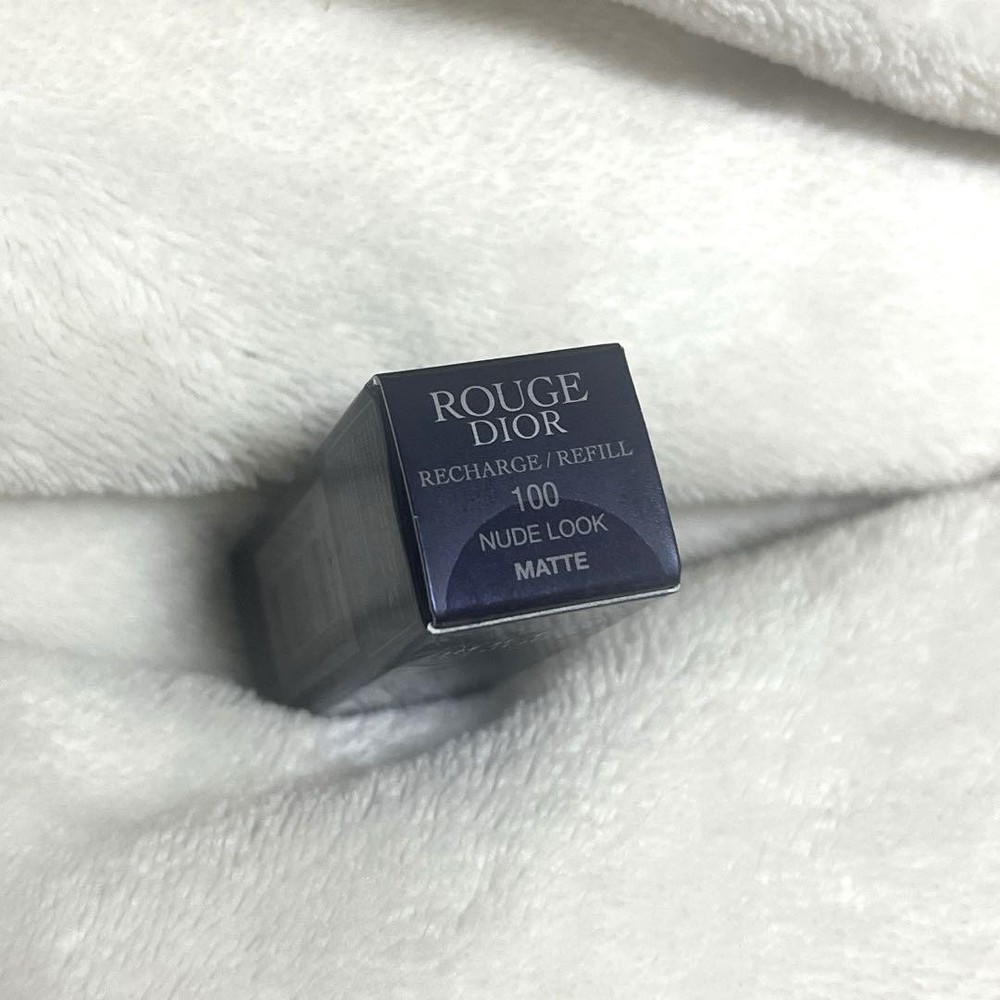 ROUGE
DIOR
RECHARGE / REFILL
100
NUDE LOOK
MATTE